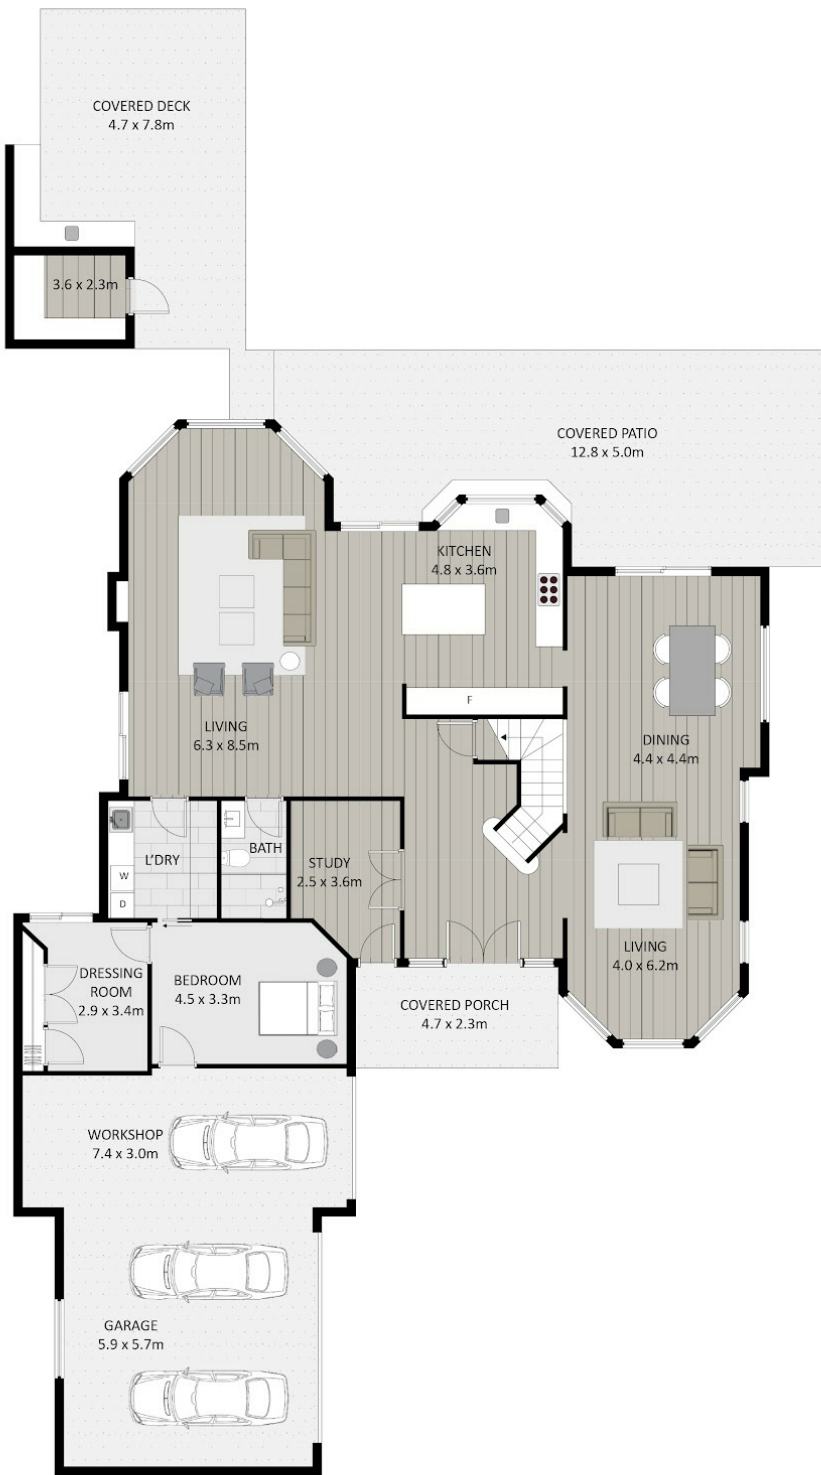 COVERED DECK
4.7 x 7.8m
3.6 x 2.3m
COVERED PATIO
12.8 x 5.0m
KITCHEN
4.8 x 3.6m
F
LIVING
6.3 x 8.5m
DINING
4.4 x 4.4m
L'DRY
W
D
BATH
STUDY
2.5 x 3.6m
LIVING
4.0 x 6.2m
DRESSING
ROOM
2.9 x 3.4m
BEDROOM
4.5 x 3.3m
COVERED PORCH
4.7 x 2.3m
WORKSHOP
7.4 x 3.0m
GARAGE
5.9 x 5.7m